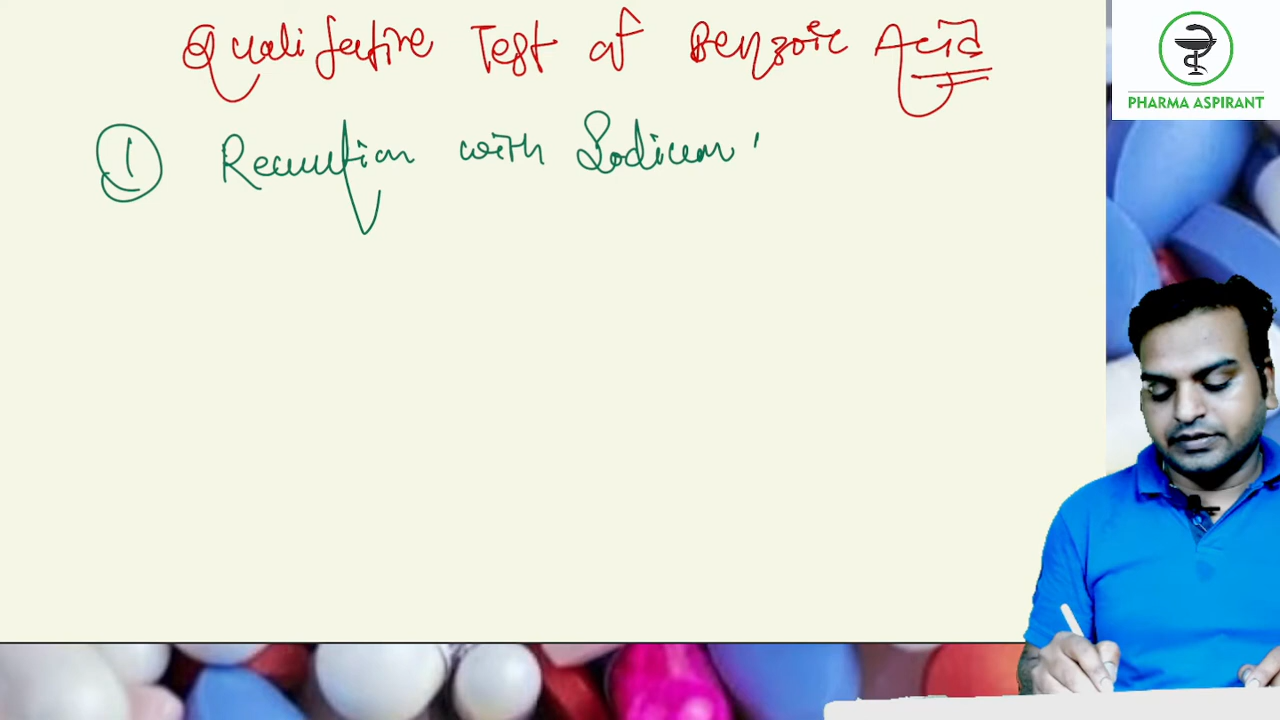 Qualitative Test of Benzoic Acid
① Reaction with Sodium
PHARMA ASPIRANT